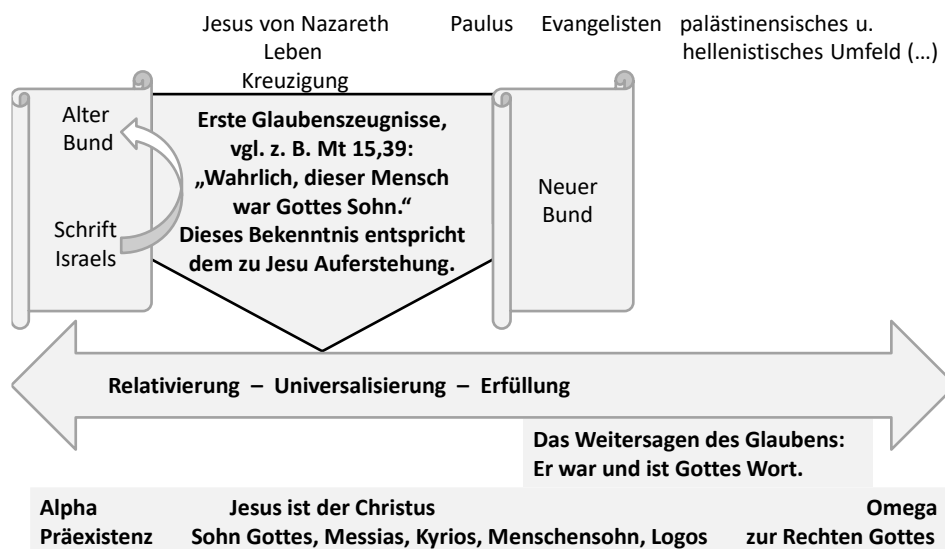 Jesus von Nazareth Paulus Evangelisten palästinensisches u.
Leben hellenistisches Umfeld (…)
Kreuzigung
Alter
Bund
Schrift
Israels
Erste Glaubenszeugnisse,
vgl. z. B. Mt 15,39:
„Wahrlich, dieser Mensch
war Gottes Sohn.“
Dieses Bekenntnis entspricht
dem zu Jesu Auferstehung.
Neuer
Bund
Relativierung – Universalisierung – Erfüllung
Das Weitersagen des Glaubens:
Er war und ist Gottes Wort.
Alpha Jesus ist der Christus Omega
Präexistenz Sohn Gottes, Messias, Kyrios, Menschensohn, Logos zur Rechten Gottes